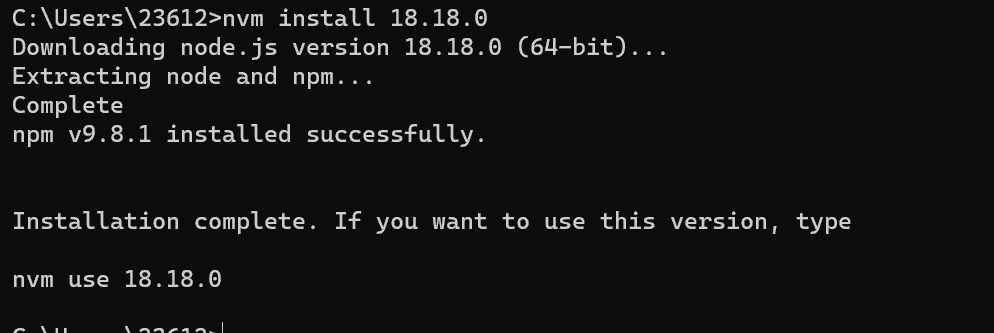 C:\Users\23612>nvm install 18.18.0
Downloading node.js version 18.18.0 (64-bit)...
Extracting node and npm...
Complete
npm v9.8.1 installed successfully.
Installation complete. If you want to use this version, type
nvm use 18.18.0
C:\Users\23612>